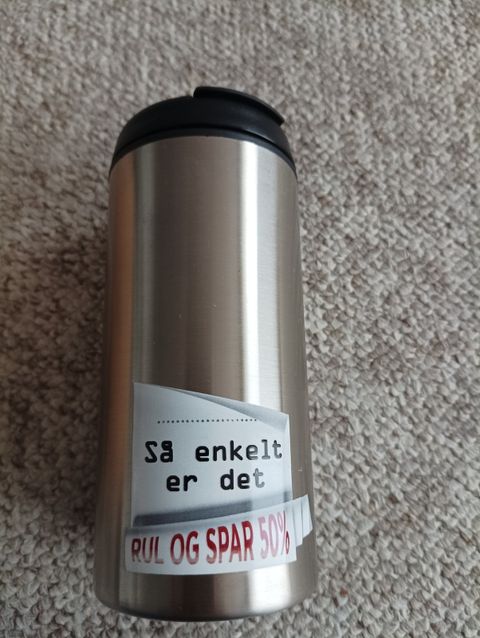 Så enkelt
er det
RUL OG SPAR 50%